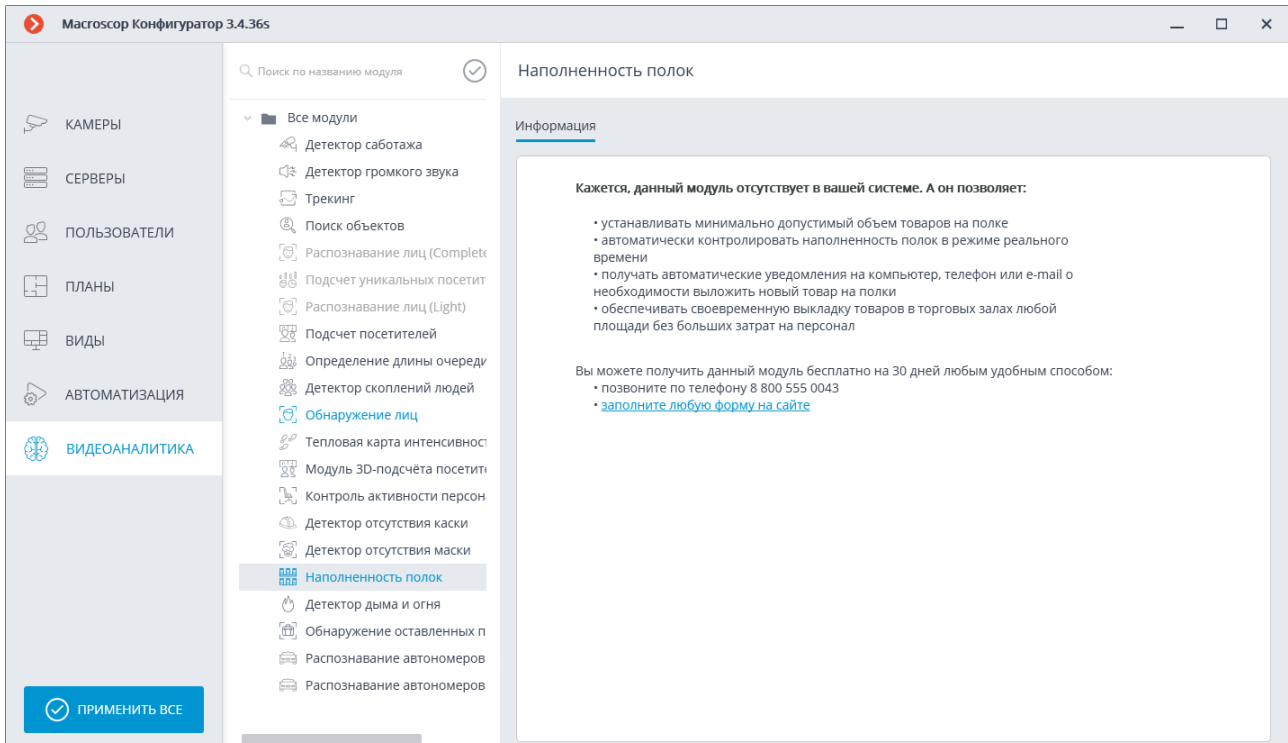 Macroscop Конфигуратор 3.4.36s
КАМЕРЫ
СЕРВЕРЫ
ПОЛЬЗОВАТЕЛИ
ПЛАНЫ
ВИДЫ
АВТОМАТИЗАЦИЯ
ВИДЕОАНАЛИТИКА
ПРИМЕНИТЬ ВСЕ
Поиск по названию модуля
Все модули
Детектор саботажа
Детектор громкого звука
Трекинг
Поиск объектов
Распознавание лиц (Complete
Подсчет уникальных посетит
Распознавание лиц (Light)
Подсчет посетителей
Определение длины очереди
Детектор скоплений людей
Обнаружение лиц
Тепловая карта интенсивност
Модуль 3D-подсчёта посетите
Контроль активности персон
Детектор отсутствия каски
Детектор отсутствия маски
Наполненность полок
Детектор дыма и огня
Обнаружение оставленных п
Распознавание автономеров
Распознавание автономеров
Наполненность полок
Информация
Кажется, данный модуль отсутствует в вашей системе. А он позволяет:
• устанавливать минимально допустимый объем товаров на полке
• автоматически контролировать наполненность полок в режиме реального
времени
• получать автоматические уведомления на компьютер, телефон или e-mail о
необходимости выложить новый товар на полки
• обеспечивать своевременную выкладку товаров в торговых залах любой
площади без больших затрат на персонал
Вы можете получить данный модуль бесплатно на 30 дней любым удобным способом:
• позвоните по телефону 8 800 555 0043
• заполните любую форму на сайте